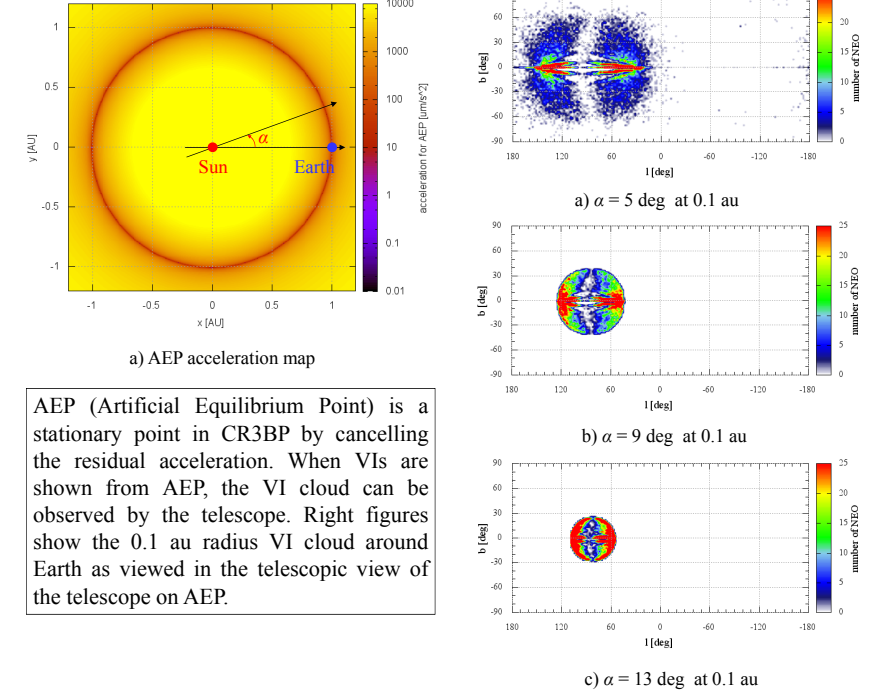 10000
1000
100
10
1
0.1
0.01
acceleration for AEP [µm/s^2]
1
0.5
0
-0.5
-1
y [AU]
α
Sun
Earth
-1
-0.5
0
0.5
1
x [AU]
a) AEP acceleration map
AEP (Artificial Equilibrium Point) is a
stationary point in CR3BP by cancelling
the residual acceleration. When VIs are
shown from AEP, the VI cloud can be
observed by the telescope. Right figures
show the 0.1 au radius VI cloud around
Earth as viewed in the telescopic view of
the telescope on AEP.
60
30
0
-30
-60
-90
b [deg]
180
120
60
0
-60
-120
-180
l [deg]
20
15
10
5
0
number of NEO
a) α = 5 deg at 0.1 au
90
60
30
0
-30
-60
-90
b [deg]
180
120
60
0
-60
-120
-180
l [deg]
25
20
15
10
5
0
number of NEO
b) α = 9 deg at 0.1 au
90
60
30
0
-30
-60
-90
b [deg]
180
120
60
0
-60
-120
-180
l [deg]
25
20
15
10
5
0
number of NEO
c) α = 13 deg at 0.1 au